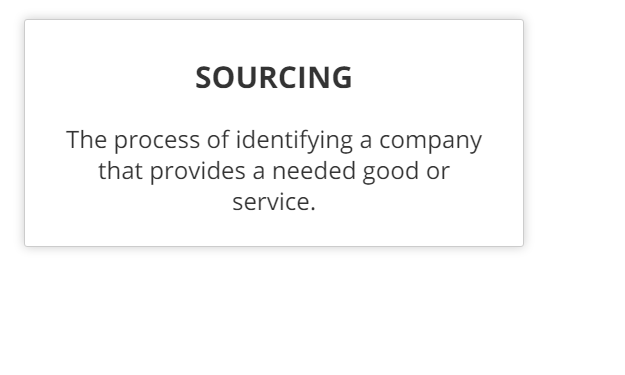 SOURCING
The process of identifying a company
that provides a needed good or
service.